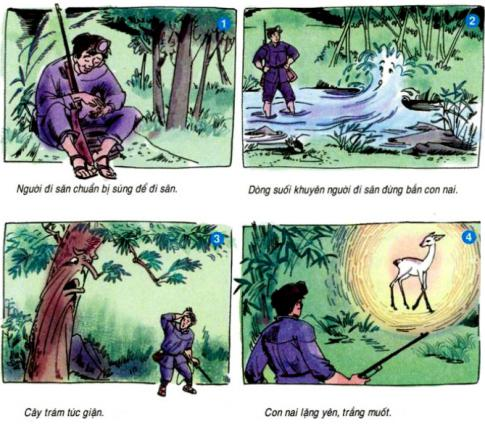 1
Người đi săn chuẩn bị súng để đi săn.
2
Dòng suối khuyên người đi săn đừng bắn con nai.
3
Cây trám tức giận.
4
Con nai lặng yên, trắng muốt.